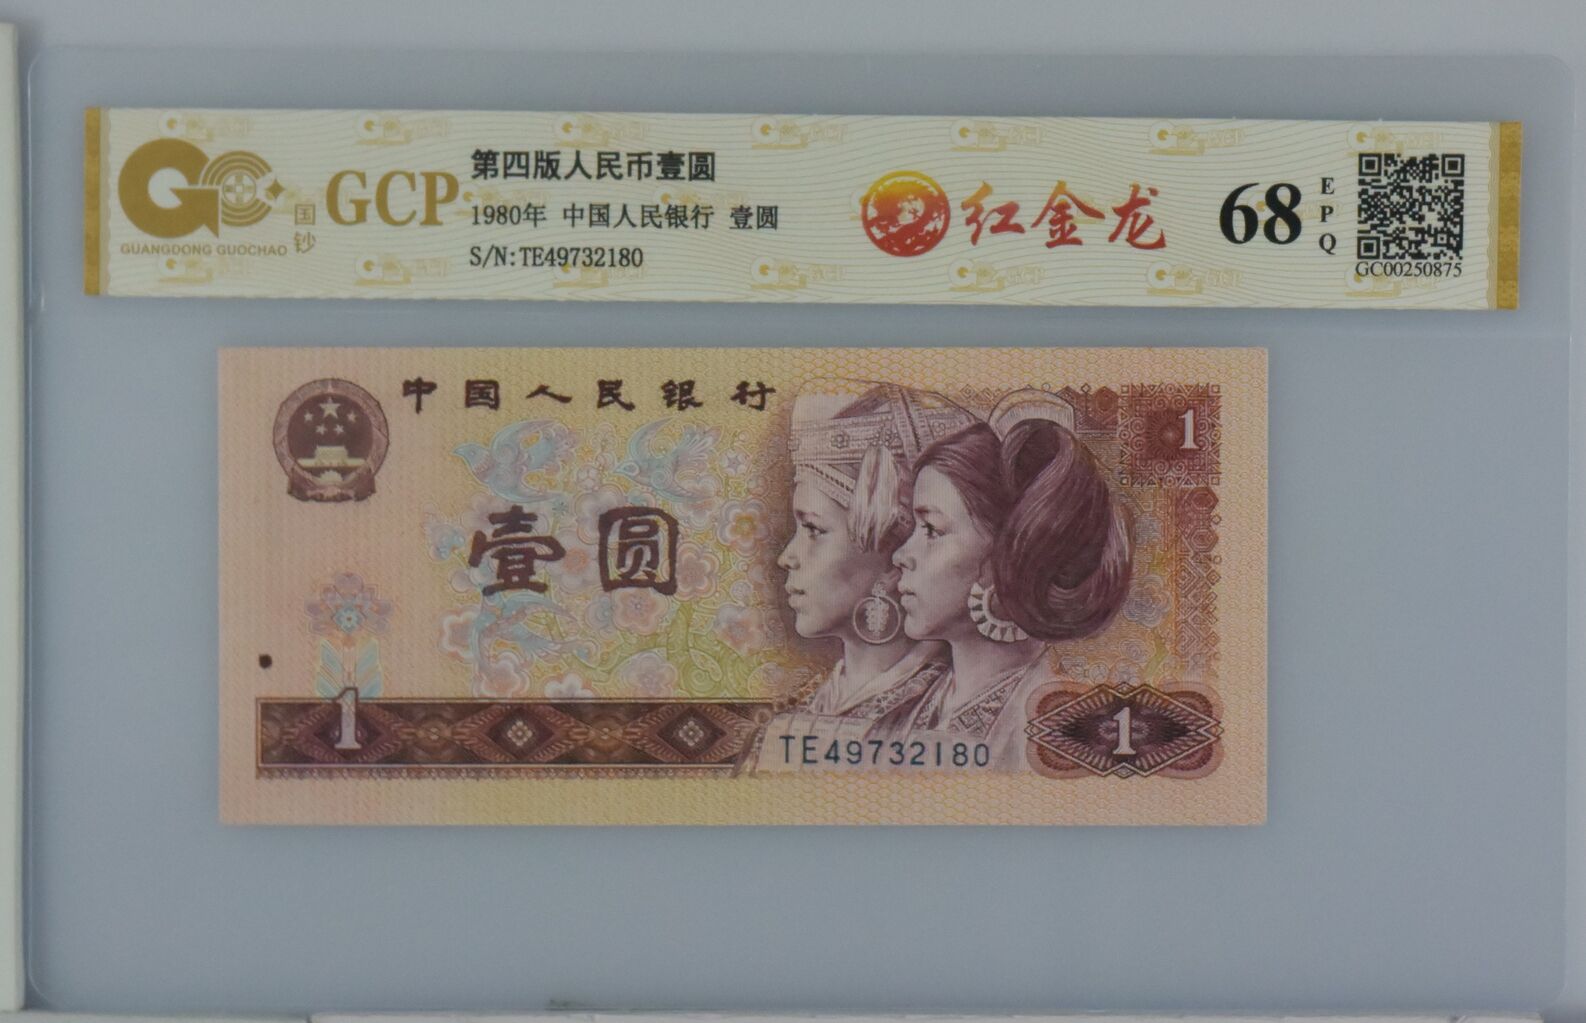 GUANGDONG GUOCHAO
国钞
GCP
第四版人民币壹圆
1980年 中国人民银行 壹圆
S/N:TE49732180
红金龙
68
EPQ
GC00250875
中国人民银行
1
壹圆
1
TE49732180
1